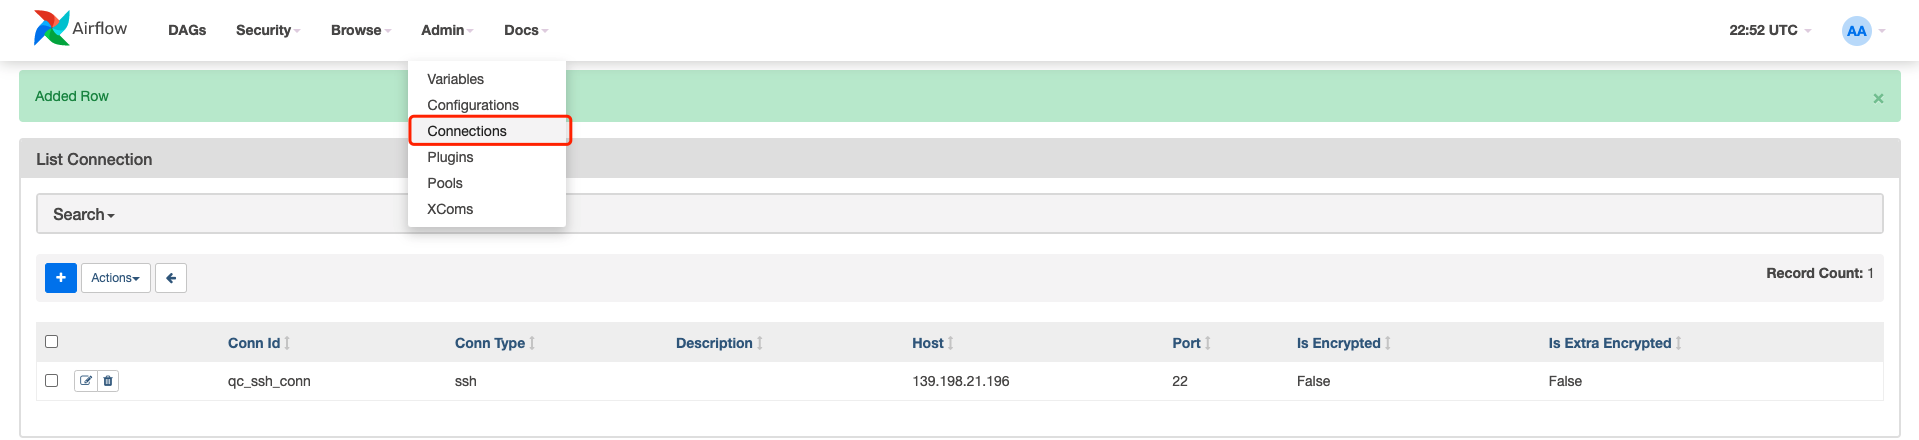 Airflow DAGs Security Browse Admin Docs 22:52 UTC AA
Variables
Added Row ×
Configurations
Connections
List Connection
Plugins
Pools
XComs
Search
+ Actions
Record Count: 1
Conn Id Conn Type Description Host Port Is Encrypted Is Extra Encrypted
qc_ssh_conn ssh 139.198.21.196 22 False False